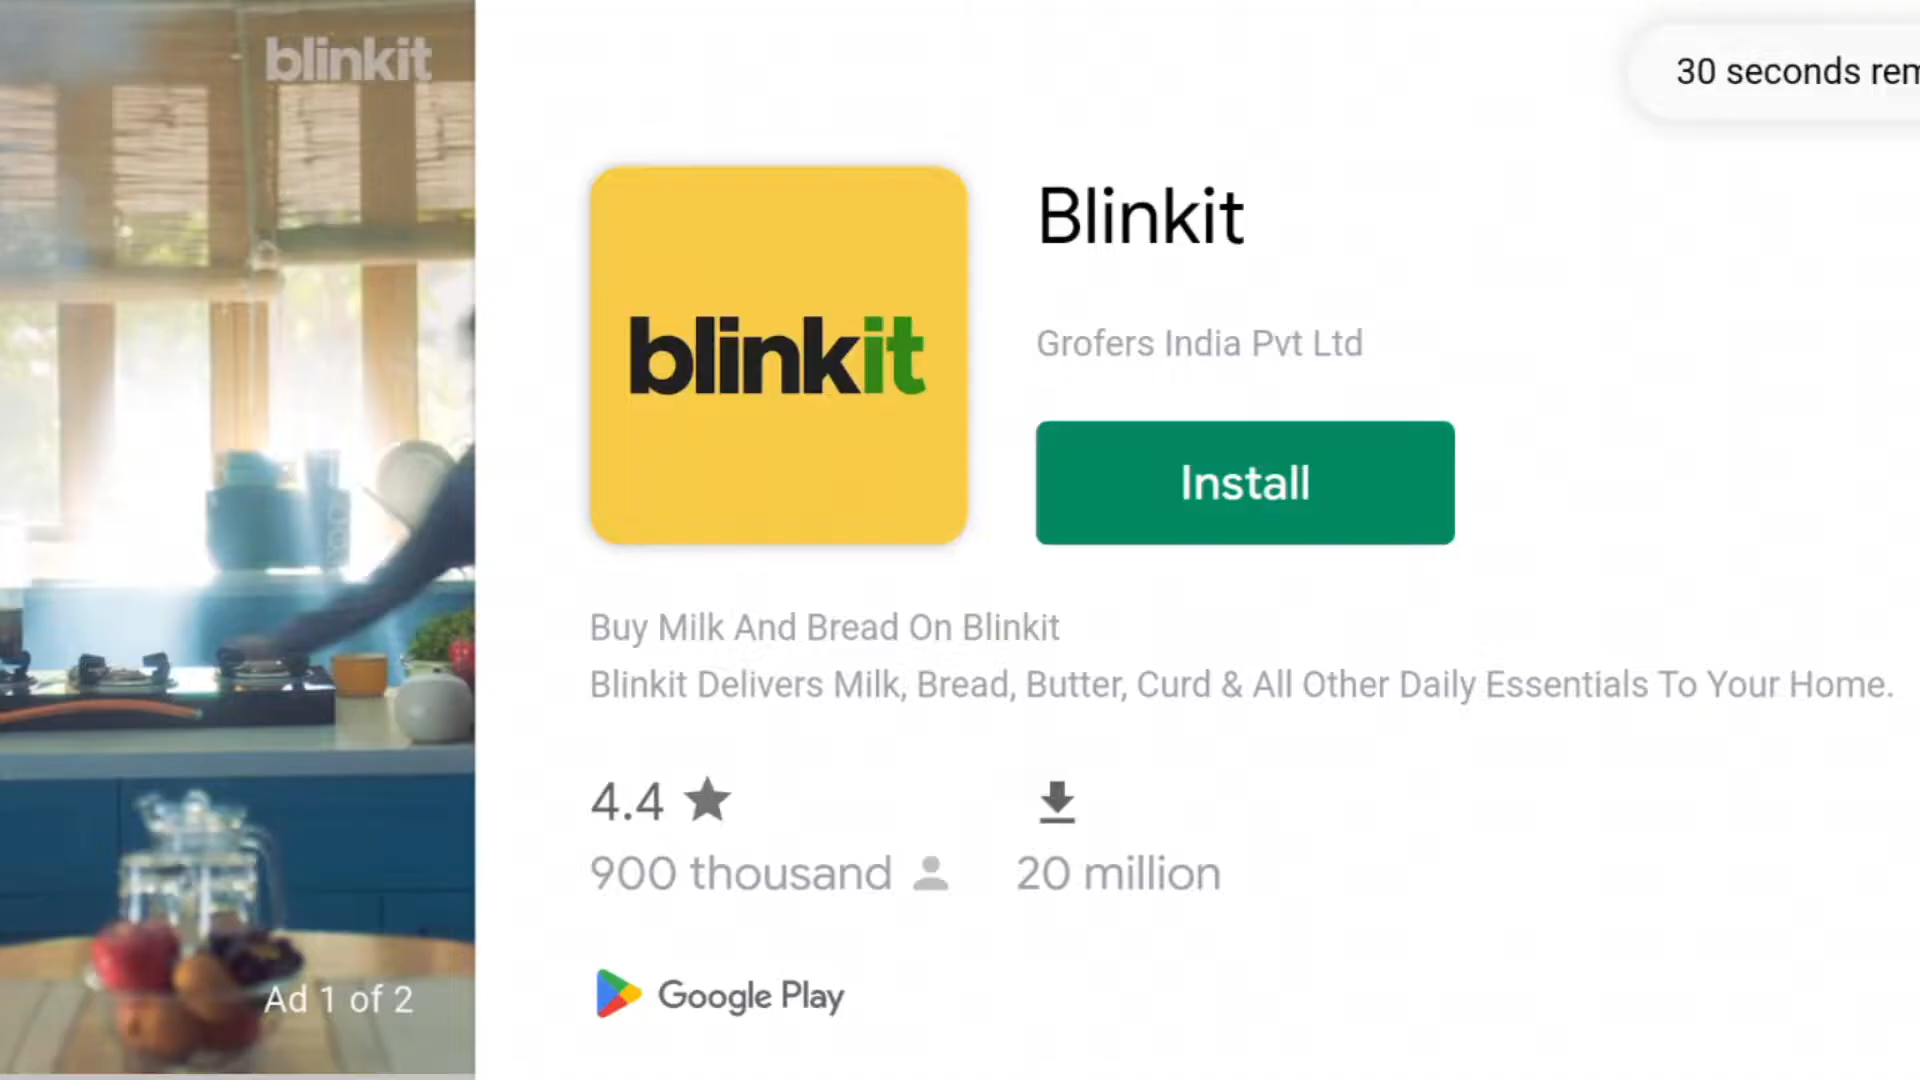 blinkit
30 seconds rem
blinkit
Blinkit
Grofers India Pvt Ltd
Install
Buy Milk And Bread On Blinkit
Blinkit Delivers Milk, Bread, Butter, Curd & All Other Daily Essentials To Your Home.
4.4
900 thousand
20 million
Google Play
Ad 1 of 2